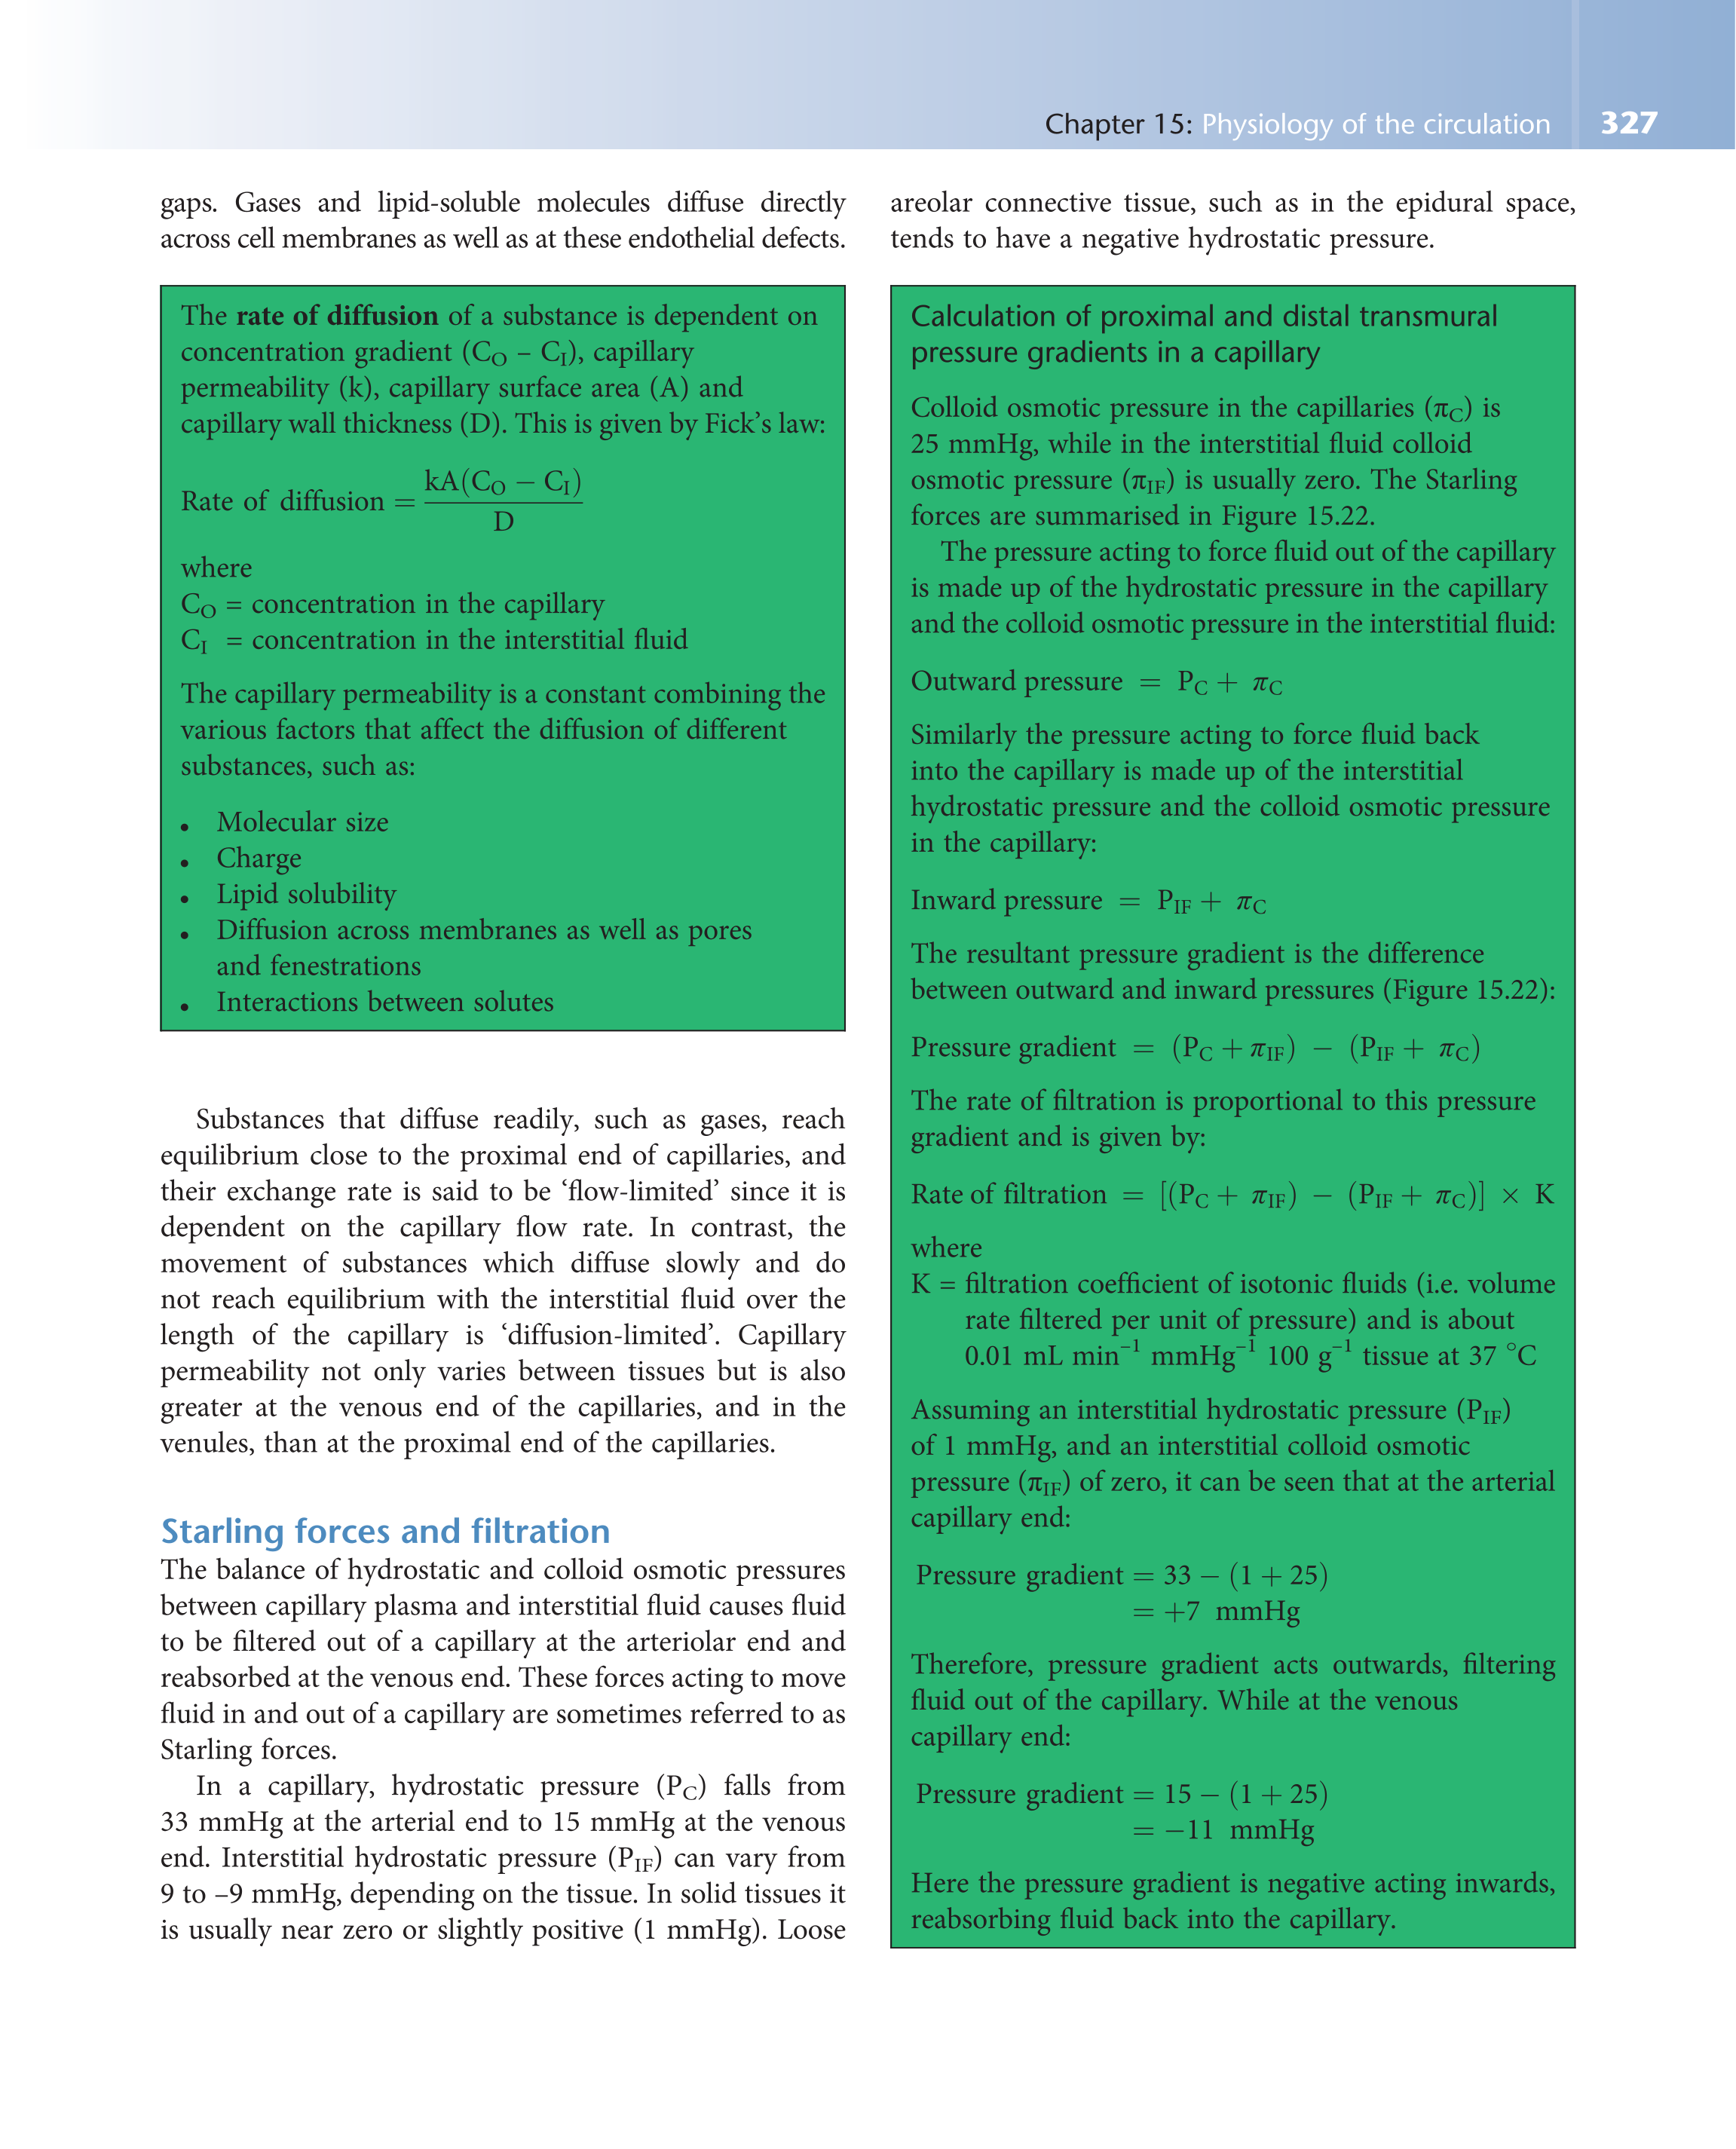 Chapter 15: Physiology of the circulation 327
gaps. Gases and lipid-soluble molecules diffuse directly
across cell membranes as well as at these endothelial defects.
The rate of diffusion of a substance is dependent on
concentration gradient (CO – CI), capillary
permeability (k), capillary surface area (A) and
capillary wall thickness (D). This is given by Fick's law:
Rate of diffusion = kA(CO − CI) / D
where
CO = concentration in the capillary
CI = concentration in the interstitial fluid
The capillary permeability is a constant combining the
various factors that affect the diffusion of different
substances, such as:
• Molecular size
• Charge
• Lipid solubility
• Diffusion across membranes as well as pores
and fenestrations
• Interactions between solutes
Substances that diffuse readily, such as gases, reach
equilibrium close to the proximal end of capillaries, and
their exchange rate is said to be 'flow-limited' since it is
dependent on the capillary flow rate. In contrast, the
movement of substances which diffuse slowly and do
not reach equilibrium with the interstitial fluid over the
length of the capillary is 'diffusion-limited'. Capillary
permeability not only varies between tissues but is also
greater at the venous end of the capillaries, and in the
venules, than at the proximal end of the capillaries.
Starling forces and filtration
The balance of hydrostatic and colloid osmotic pressures
between capillary plasma and interstitial fluid causes fluid
to be filtered out of a capillary at the arteriolar end and
reabsorbed at the venous end. These forces acting to move
fluid in and out of a capillary are sometimes referred to as
Starling forces.
In a capillary, hydrostatic pressure (PC) falls from
33 mmHg at the arterial end to 15 mmHg at the venous
end. Interstitial hydrostatic pressure (PIF) can vary from
9 to –9 mmHg, depending on the tissue. In solid tissues it
is usually near zero or slightly positive (1 mmHg). Loose
areolar connective tissue, such as in the epidural space,
tends to have a negative hydrostatic pressure.
Calculation of proximal and distal transmural
pressure gradients in a capillary
Colloid osmotic pressure in the capillaries (πC) is
25 mmHg, while in the interstitial fluid colloid
osmotic pressure (πIF) is usually zero. The Starling
forces are summarised in Figure 15.22.
The pressure acting to force fluid out of the capillary
is made up of the hydrostatic pressure in the capillary
and the colloid osmotic pressure in the interstitial fluid:
Outward pressure = PC + πC
Similarly the pressure acting to force fluid back
into the capillary is made up of the interstitial
hydrostatic pressure and the colloid osmotic pressure
in the capillary:
Inward pressure = PIF + πC
The resultant pressure gradient is the difference
between outward and inward pressures (Figure 15.22):
Pressure gradient = (PC + πIF) − (PIF + πC)
The rate of filtration is proportional to this pressure
gradient and is given by:
Rate of filtration = [(PC + πIF) − (PIF + πC)] × K
where
K = filtration coefficient of isotonic fluids (i.e. volume
rate filtered per unit of pressure) and is about
0.01 mL min⁻¹ mmHg⁻¹ 100 g⁻¹ tissue at 37 °C
Assuming an interstitial hydrostatic pressure (PIF)
of 1 mmHg, and an interstitial colloid osmotic
pressure (πIF) of zero, it can be seen that at the arterial
capillary end:
Pressure gradient = 33 − (1 + 25)
= +7 mmHg
Therefore, pressure gradient acts outwards, filtering
fluid out of the capillary. While at the venous
capillary end:
Pressure gradient = 15 − (1 + 25)
= −11 mmHg
Here the pressure gradient is negative acting inwards,
reabsorbing fluid back into the capillary.